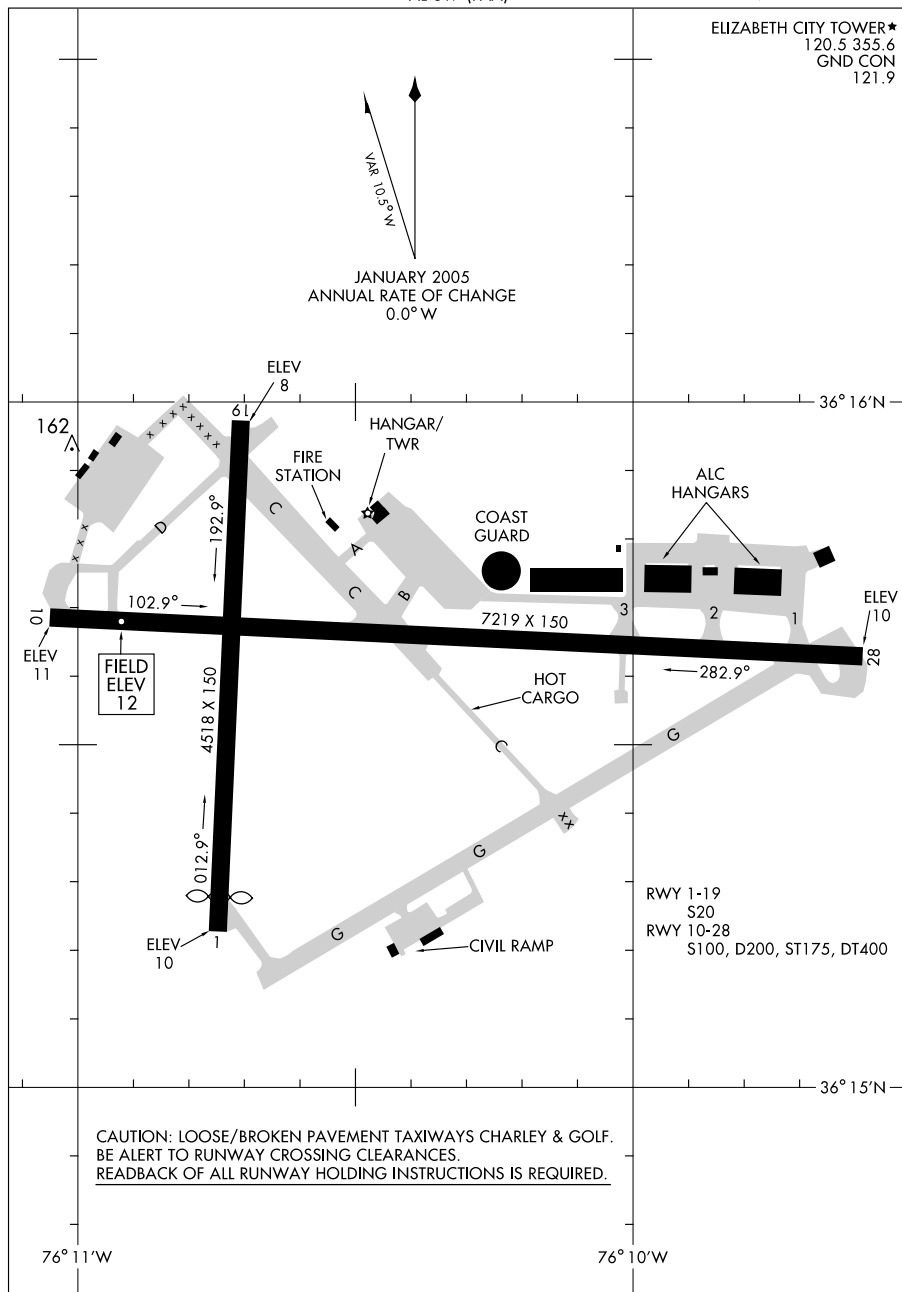 ELIZABETH CITY TOWER★
120.5 355.6
GND CON
121.9
VAR 10.5° W
JANUARY 2005
ANNUAL RATE OF CHANGE
0.0° W
ELEV
8
36° 16'N
19
162
HANGAR/
TWR
FIRE
STATION
ALC
HANGARS
COAST
GUARD
C
D
192.9°
A
C
B
102.9°
10
7219 X 150
3
2
1
ELEV
10
28
ELEV
11
FIELD
ELEV
12
282.9°
HOT
CARGO
4518 X 150
C
G
012.9°
G
G
RWY 1-19
S20
RWY 10-28
S100, D200, ST175, DT400
ELEV
10
1
CIVIL RAMP
36° 15'N
CAUTION: LOOSE/BROKEN PAVEMENT TAXIWAYS CHARLEY & GOLF.
BE ALERT TO RUNWAY CROSSING CLEARANCES.
READBACK OF ALL RUNWAY HOLDING INSTRUCTIONS IS REQUIRED.
76° 11'W
76° 10'W